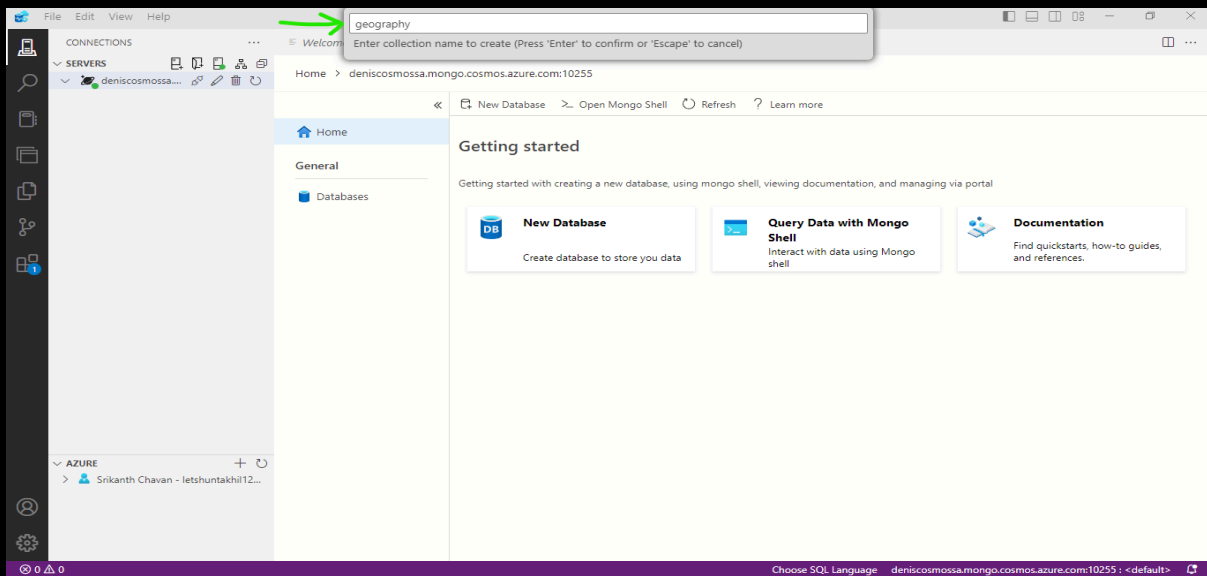 File Edit View Help
geography
Enter collection name to create (Press 'Enter' to confirm or 'Escape' to cancel)
CONNECTIONS
Welcom
SERVERS
deniscosmossa....
Home > deniscosmossa.mongo.cosmos.azure.com:10255
New Database Open Mongo Shell Refresh ? Learn more
Home
General
Databases
Getting started
Getting started with creating a new database, using mongo shell, viewing documentation, and managing via portal
DB
New Database
Create database to store you data
Query Data with Mongo
Shell
Interact with data using Mongo
shell
Documentation
Find quickstarts, how-to guides,
and references.
1
AZURE
Srikanth Chavan - letshuntakhil12...
0 0
Choose SQL Language deniscosmossa.mongo.cosmos.azure.com:10255 : <default>